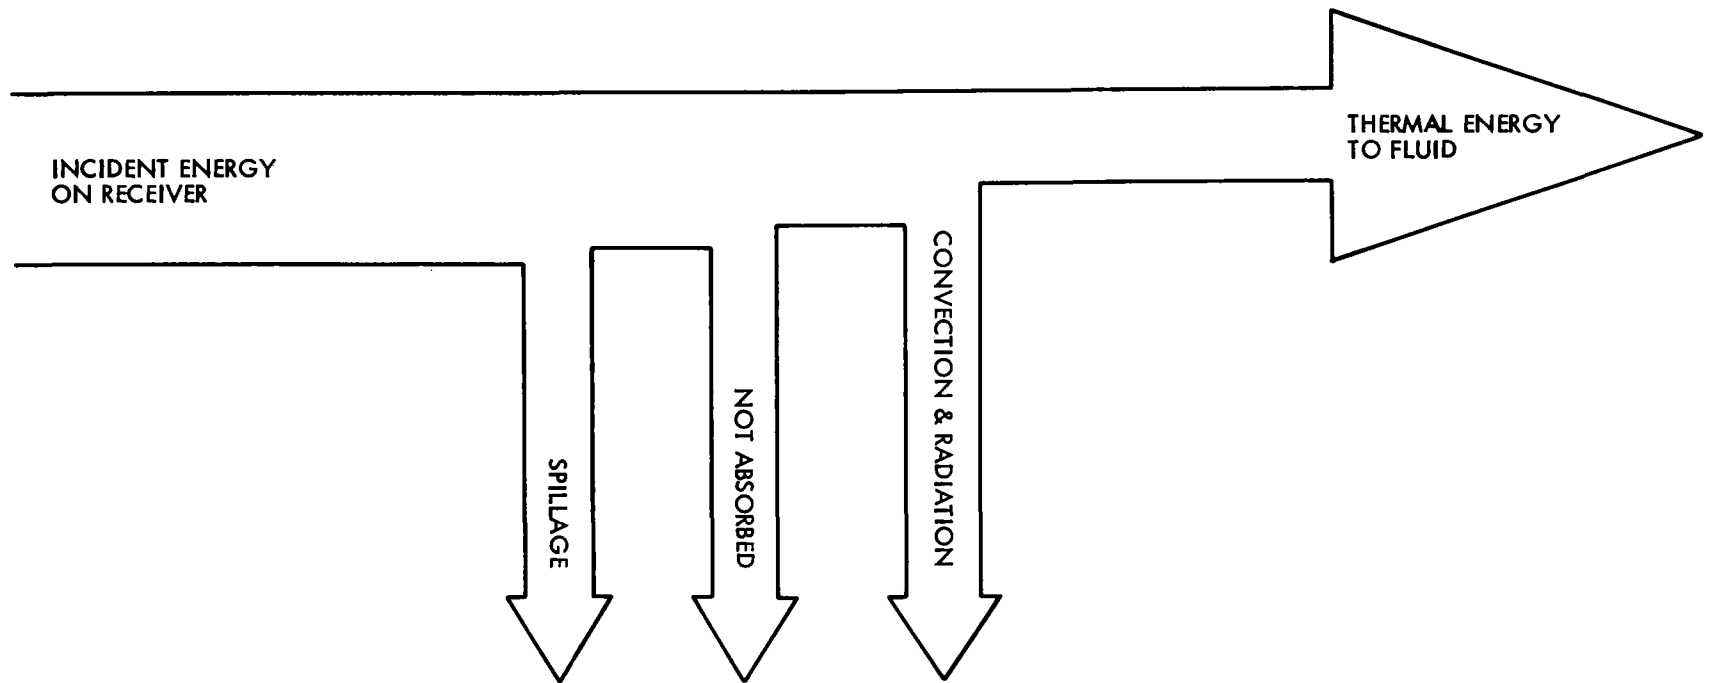 INCIDENT ENERGY
ON RECEIVER
SPILLAGE
NOT ABSORBED
CONVECTION & RADIATION
THERMAL ENERGY
TO FLUID